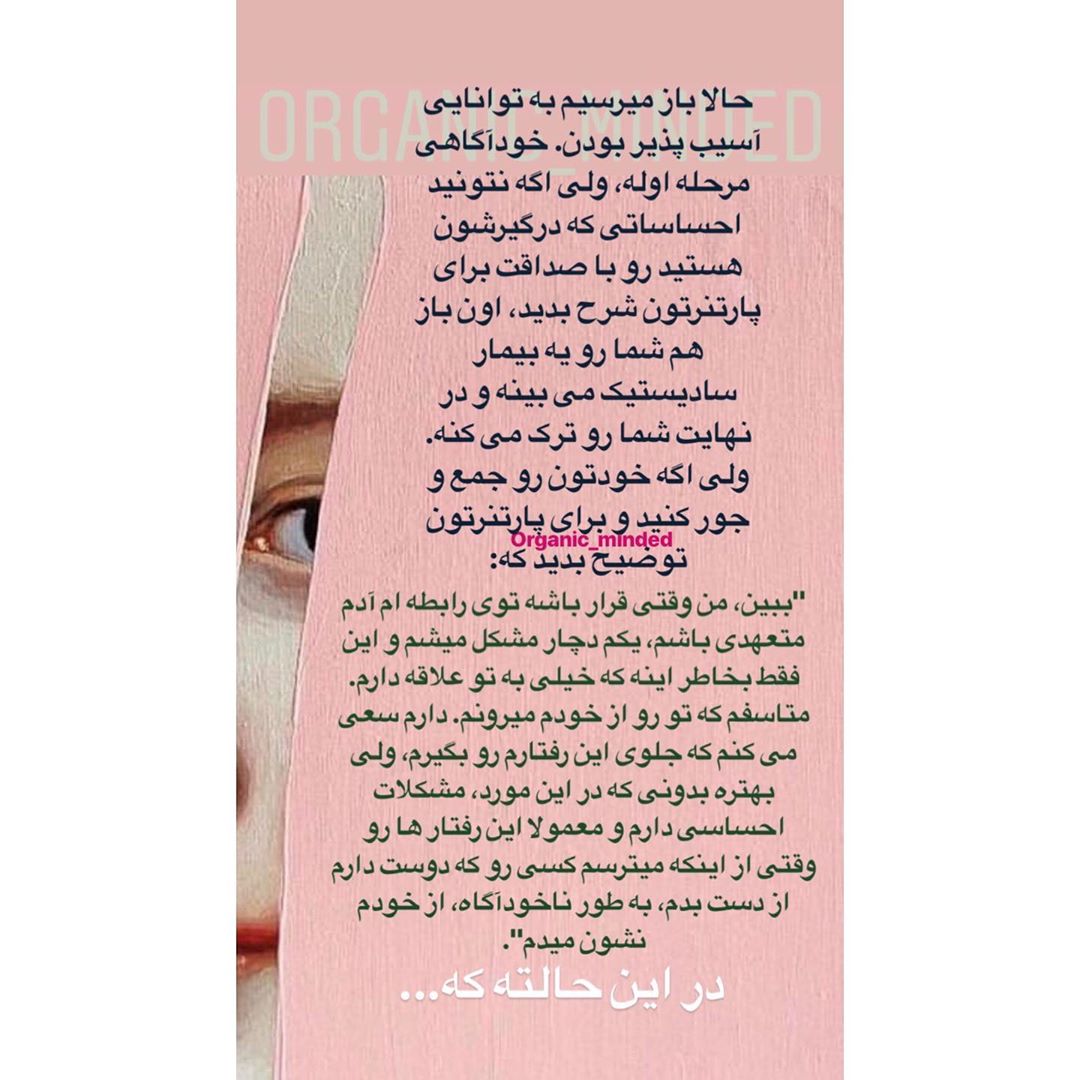 ORGANIC_MINDED
حالا باز میرسیم به توانایی
آسیب پذیر بودن. خودآگاهی
مرحله اوله، ولی اگه نتونید
احساساتی که درگیرشون
هستید رو با صداقت برای
پارتنرتون شرح بدید، اون باز
هم شما رو یه بیمار
سادیستیک می بینه و در
نهایت شما رو ترک می کنه.
ولی اگه خودتون رو جمع و
جور کنید و برای پارتنرتون
Organic_minded
توضیح بدید که:
"ببین، من وقتی قرار باشه توی رابطه ام آدم
متعهدی باشم، یکم دچار مشکل میشم و این
فقط بخاطر اینه که خیلی به تو علاقه دارم.
متاسفم که تو رو از خودم میرونم. دارم سعی
می کنم که جلوی این رفتارم رو بگیرم، ولی
بهتره بدونی که در این مورد، مشکلات
احساسی دارم و معمولا این رفتار ها رو
وقتی از اینکه میترسم کسی رو که دوست دارم
از دست بدم، به طور ناخودآگاه، از خودم
نشون میدم".
در این حالته که...